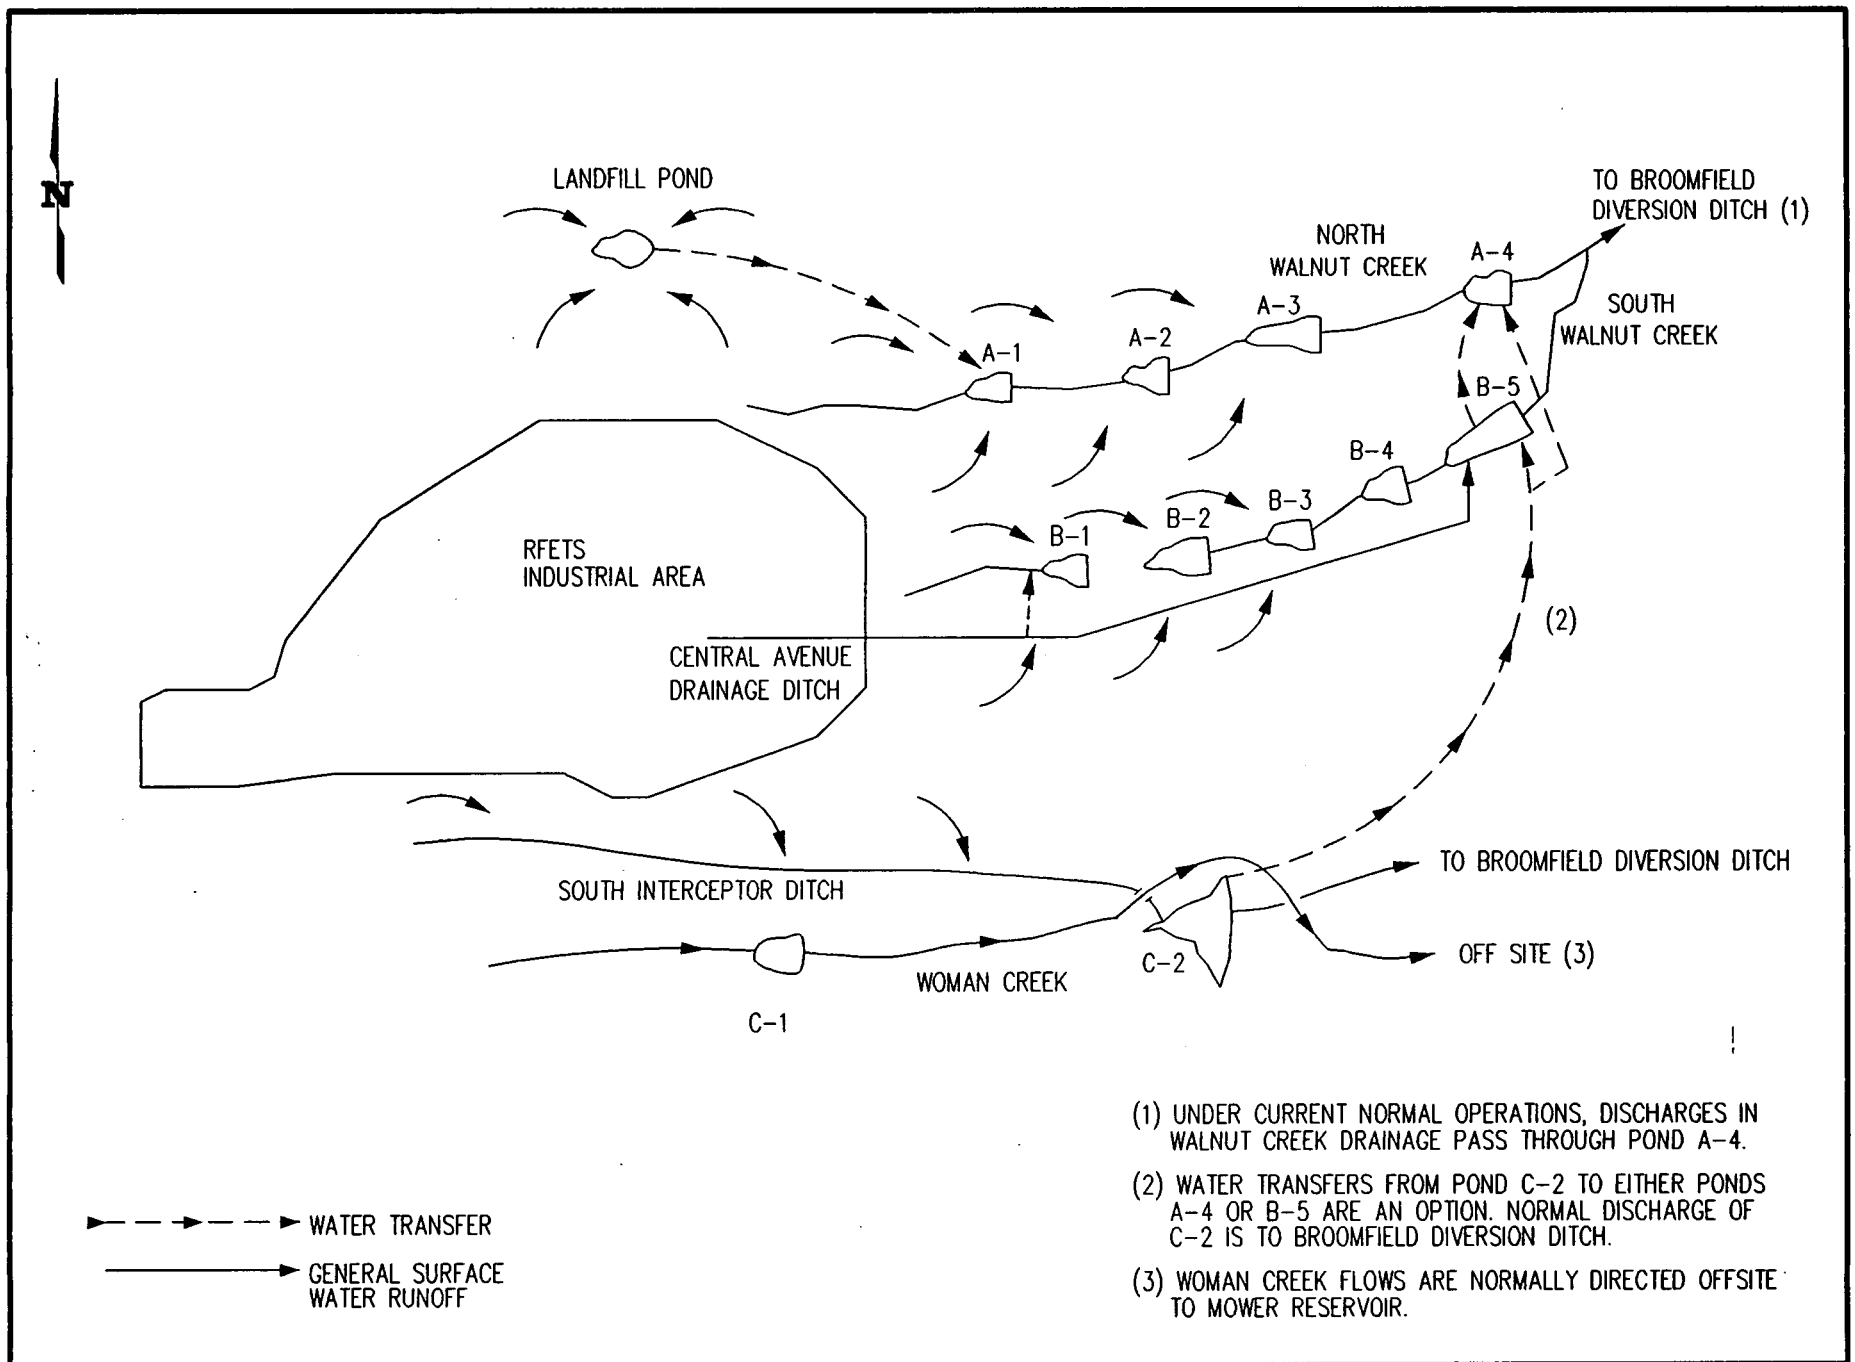 N
LANDFILL POND
TO BROOMFIELD
DIVERSION DITCH (1)
NORTH
WALNUT CREEK
A-4
A-3
SOUTH
WALNUT CREEK
A-2
A-1
B-5
B-4
B-3
B-2
B-1
RFETS
INDUSTRIAL AREA
(2)
CENTRAL AVENUE
DRAINAGE DITCH
TO BROOMFIELD DIVERSION DITCH
SOUTH INTERCEPTOR DITCH
OFF SITE (3)
C-2
WOMAN CREEK
C-1
(1) UNDER CURRENT NORMAL OPERATIONS, DISCHARGES IN
WALNUT CREEK DRAINAGE PASS THROUGH POND A-4.
(2) WATER TRANSFERS FROM POND C-2 TO EITHER PONDS
A-4 OR B-5 ARE AN OPTION. NORMAL DISCHARGE OF
C-2 IS TO BROOMFIELD DIVERSION DITCH.
(3) WOMAN CREEK FLOWS ARE NORMALLY DIRECTED OFFSITE
TO MOWER RESERVOIR.
WATER TRANSFER
GENERAL SURFACE
WATER RUNOFF